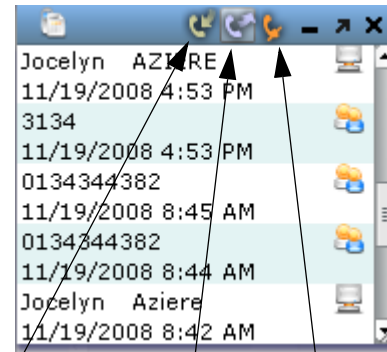 Jocelyn AZIERE
11/19/2008 4:53 PM
3134
11/19/2008 4:53 PM
0134344382
11/19/2008 8:45 AM
0134344382
11/19/2008 8:44 AM
Jocelyn Aziere
11/19/2008 8:42 AM